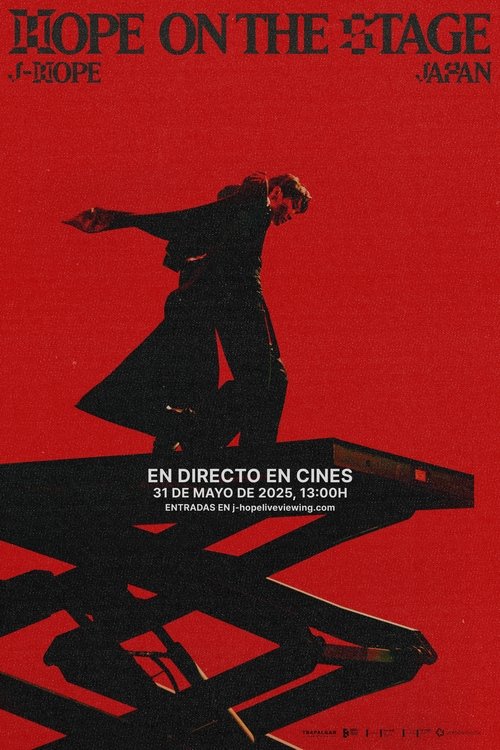 HOPE ON THE STAGE
J-HOPE JAPAN
EN DIRECTO EN CINES
31 DE MAYO DE 2025, 13:00H
ENTRADAS EN j-hopeliveviewing.com
TRAFALGAR